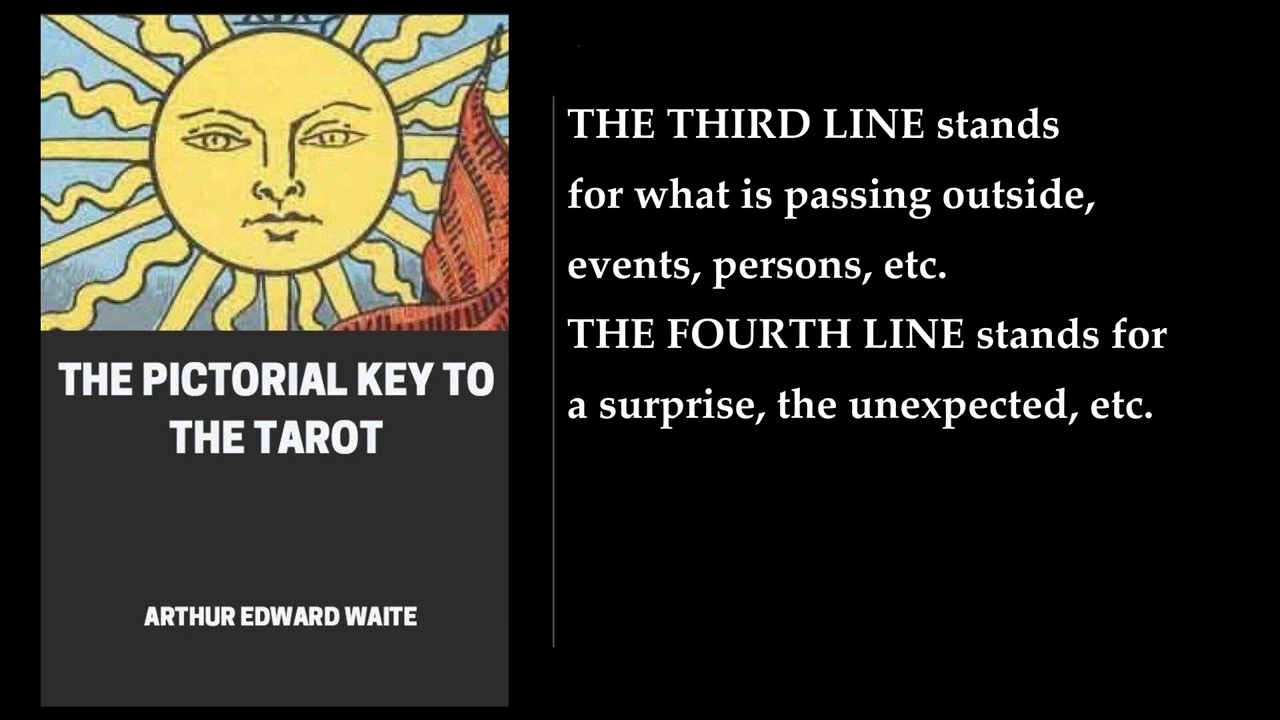 THE PICTORIAL KEY TO
THE TAROT
ARTHUR EDWARD WAITE
THE THIRD LINE stands
for what is passing outside,
events, persons, etc.
THE FOURTH LINE stands for
a surprise, the unexpected, etc.